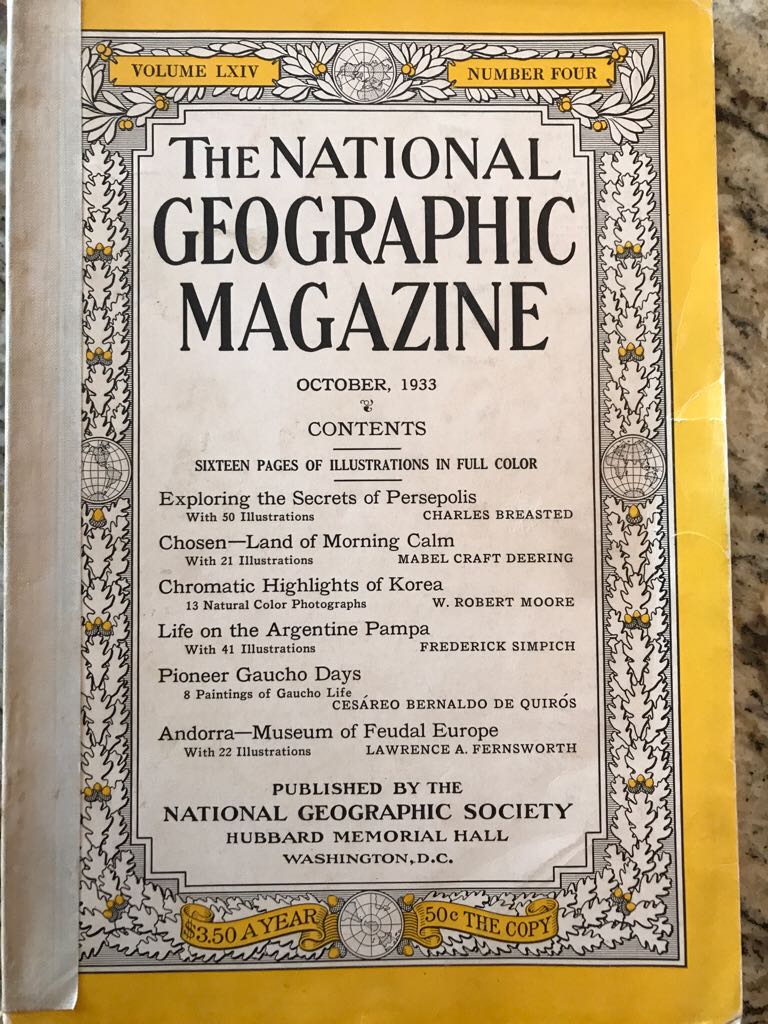 VOLUME LXIV NUMBER FOUR
THE NATIONAL
GEOGRAPHIC
MAGAZINE
OCTOBER, 1933
CONTENTS
SIXTEEN PAGES OF ILLUSTRATIONS IN FULL COLOR
Exploring the Secrets of Persepolis
With 50 Illustrations CHARLES BREASTED
Chosen—Land of Morning Calm
With 21 Illustrations MABEL CRAFT DEERING
Chromatic Highlights of Korea
13 Natural Color Photographs W. ROBERT MOORE
Life on the Argentine Pampa
With 41 Illustrations FREDERICK SIMPICH
Pioneer Gaucho Days
8 Paintings of Gaucho Life CESÁREO BERNALDO DE QUIRÓS
Andorra—Museum of Feudal Europe
With 22 Illustrations LAWRENCE A. FERNSWORTH
PUBLISHED BY THE
NATIONAL GEOGRAPHIC SOCIETY
HUBBARD MEMORIAL HALL
WASHINGTON, D.C.
$3.50 A YEAR 50c THE COPY